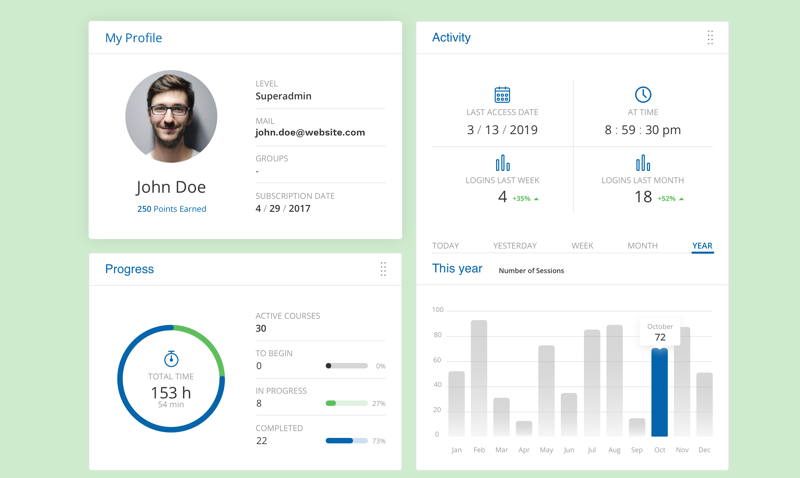 My Profile
John Doe
250 Points Earned
LEVEL
Superadmin
MAIL
john.doe@website.com
GROUPS
-
SUBSCRIPTION DATE
4 / 29 / 2017
Progress
TOTAL TIME
153 h
54 min
ACTIVE COURSES
30
TO BEGIN
0 0%
IN PROGRESS
8 27%
COMPLETED
22 73%
Activity
LAST ACCESS DATE
3 / 13 / 2019
AT TIME
8 : 59 : 30 pm
LOGINS LAST WEEK
4 +35%
LOGINS LAST MONTH
18 +52%
TODAY YESTERDAY WEEK MONTH YEAR
This year Number of Sessions
100
80
60
40
20
0
October
72
Jan Feb Mar Apr May Jun Jul Aug Sep Oct Nov Dec